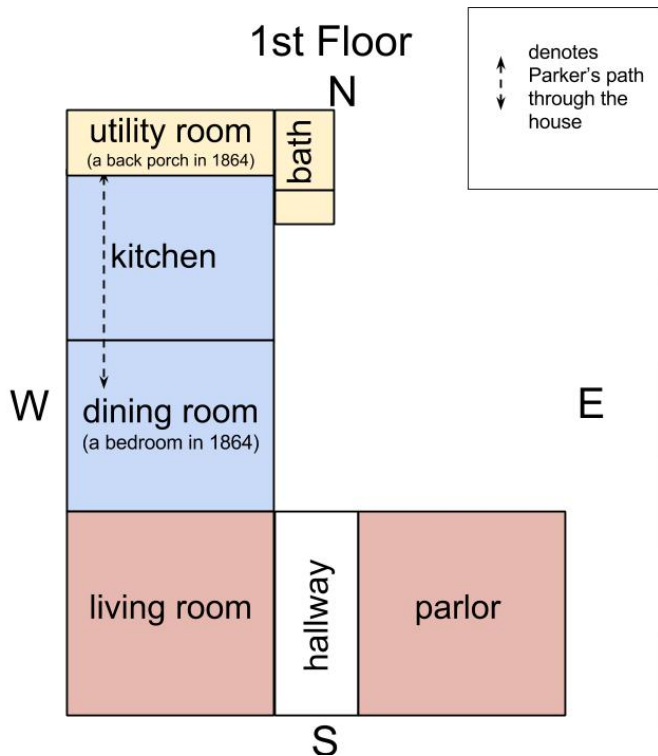 1st Floor
N
denotes
Parker's path
through the
house
utility room
(a back porch in 1864)
bath
kitchen
W
E
dining room
(a bedroom in 1864)
living room
hallway
parlor
S